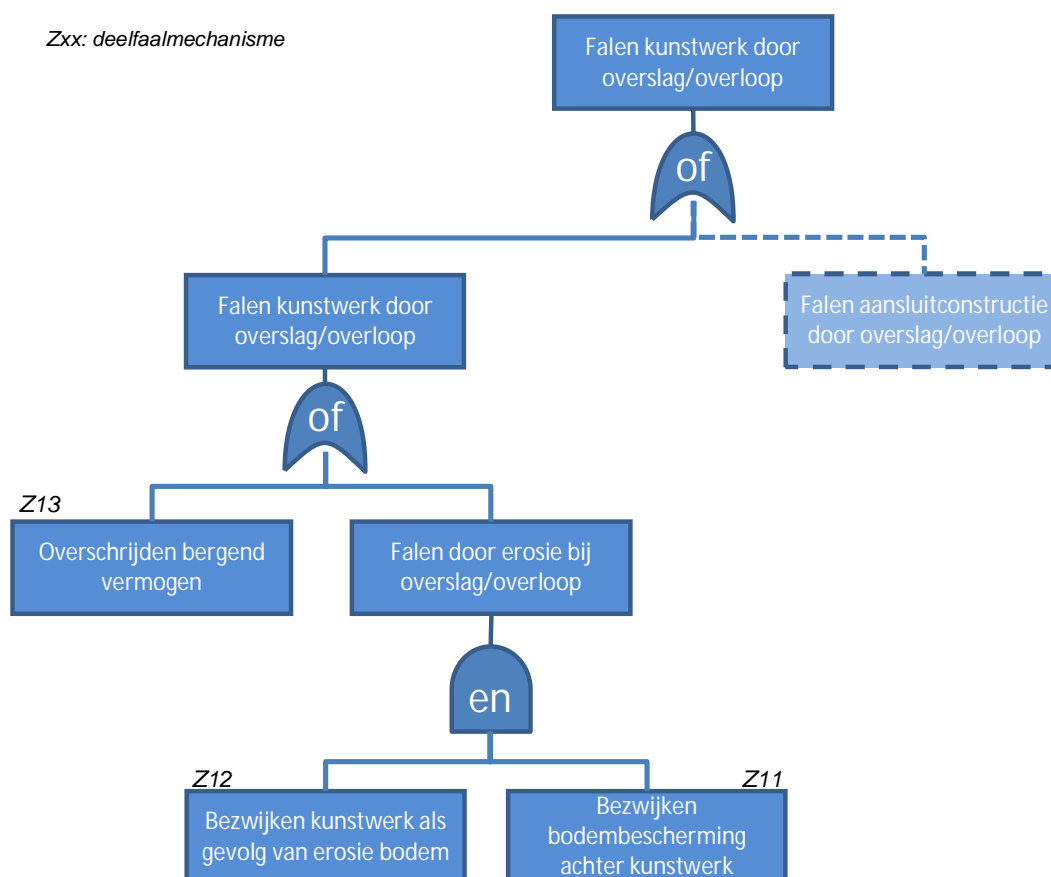 Zxx: deelfaalmechanisme
Falen kunstwerk door
overslag/overloop
of
Falen kunstwerk door
overslag/overloop
Falen aansluitconstructie
door overslag/overloop
of
Z13
Overschrijden bergend
vermogen
Falen door erosie bij
overslag/overloop
en
Z12
Bezwijken kunstwerk als
gevolg van erosie bodem
Z11
Bezwijken
bodembescherming
achter kunstwerk